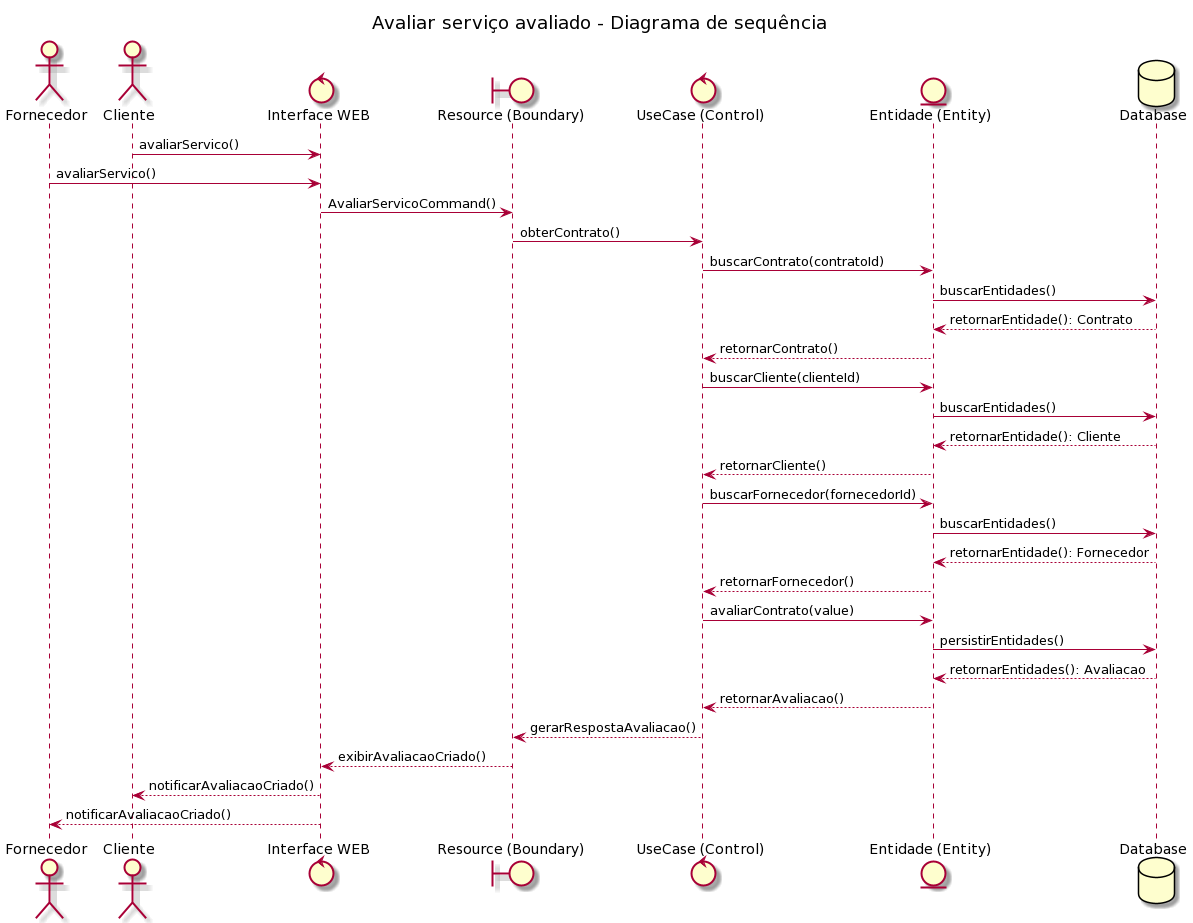 Avaliar serviço avaliado - Diagrama de sequência
Fornecedor
Cliente
Interface WEB
Resource (Boundary)
UseCase (Control)
Entidade (Entity)
Database
avaliarServico()
avaliarServico()
AvaliarServicoCommand()
obterContrato()
buscarContrato(contratoId)
buscarEntidades()
retornarEntidade(): Contrato
retornarContrato()
buscarCliente(clienteId)
buscarEntidades()
retornarEntidade(): Cliente
retornarCliente()
buscarFornecedor(fornecedorId)
buscarEntidades()
retornarEntidade(): Fornecedor
retornarFornecedor()
avaliarContrato(value)
persistirEntidades()
retornarEntidades(): Avaliacao
retornarAvaliacao()
gerarRespostaAvaliacao()
exibirAvaliacaoCriado()
notificarAvaliacaoCriado()
notificarAvaliacaoCriado()
Fornecedor
Cliente
Interface WEB
Resource (Boundary)
UseCase (Control)
Entidade (Entity)
Database